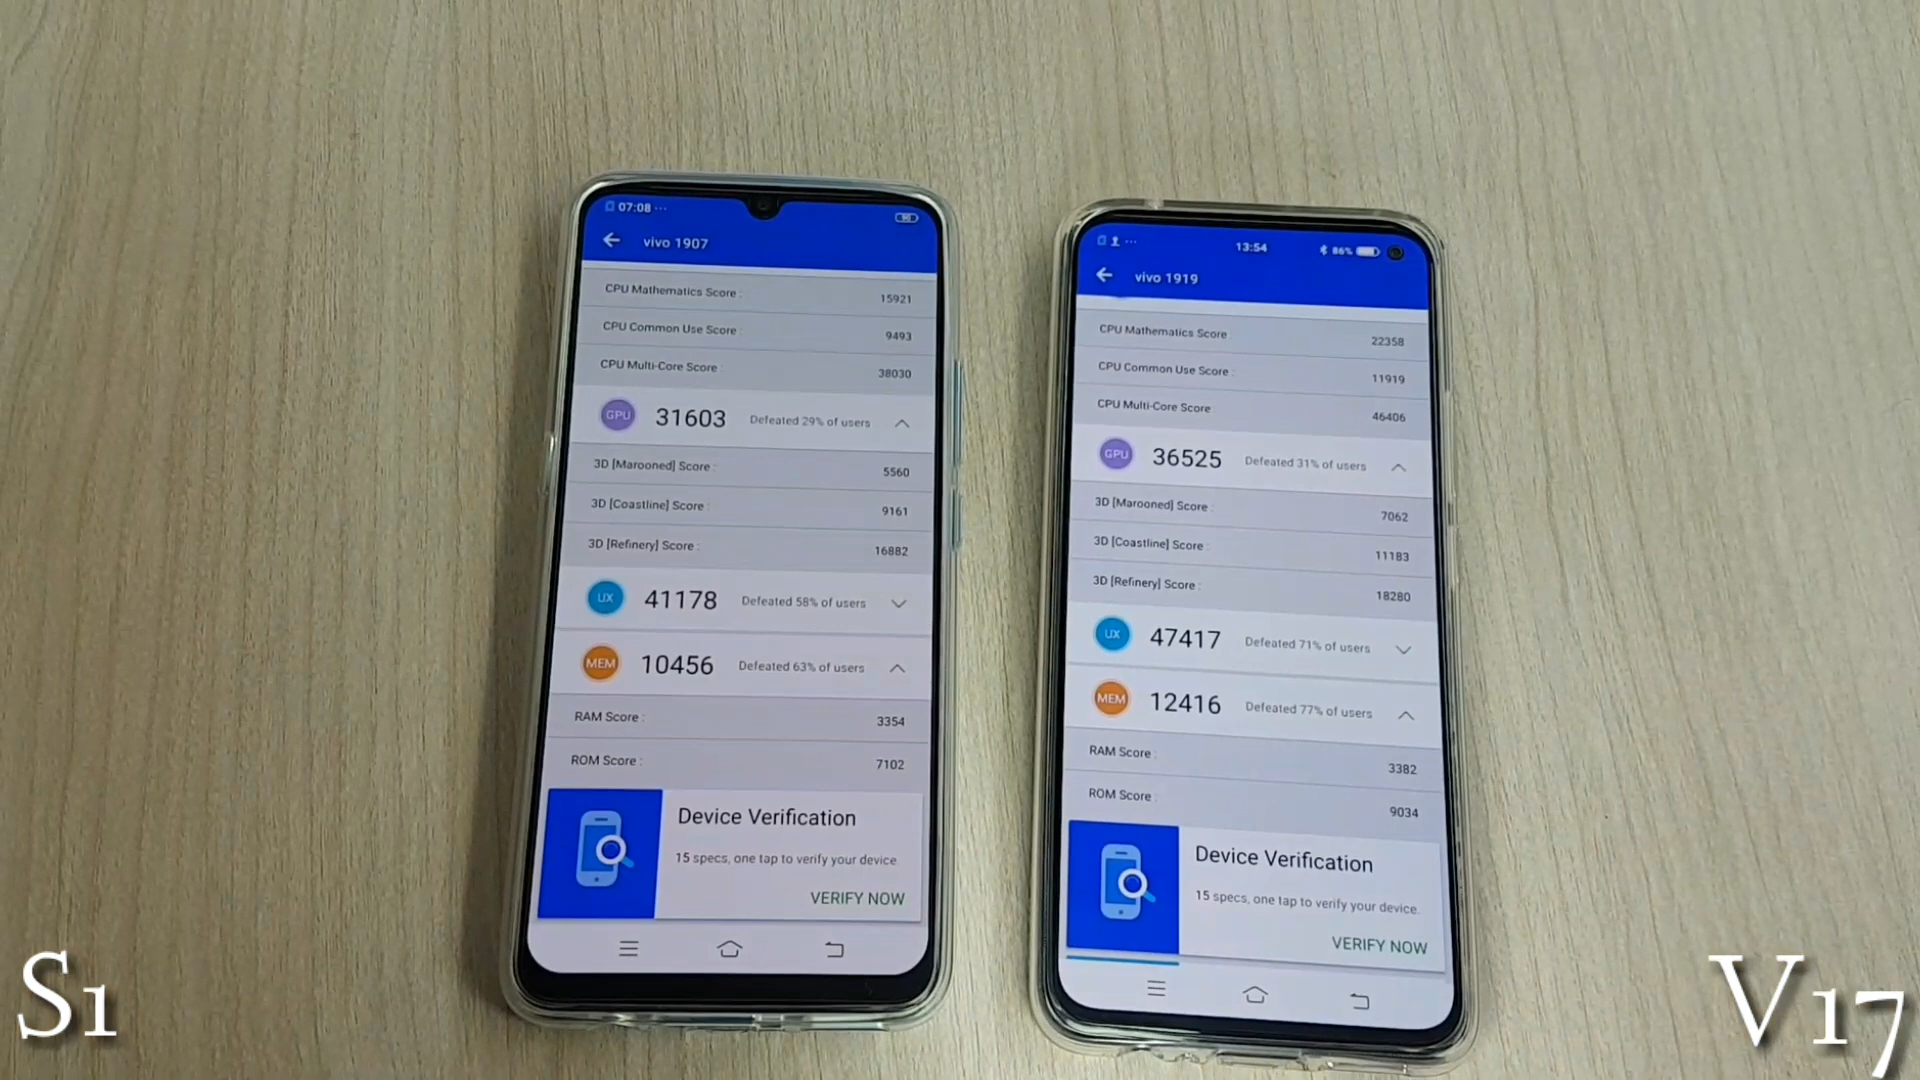 07:08 ...
vivo 1907
CPU Mathematics Score : 15921
CPU Common Use Score : 9493
CPU Multi-Core Score : 38030
GPU 31603 Defeated 29% of users
3D [Marooned] Score : 5560
3D [Coastline] Score : 9161
3D [Refinery] Score : 16882
UX 41178 Defeated 58% of users
MEM 10456 Defeated 63% of users
RAM Score : 3354
ROM Score : 7102
Device Verification
15 specs, one tap to verify your device.
VERIFY NOW
13:54 86%
vivo 1919
CPU Mathematics Score 22358
CPU Common Use Score : 11919
CPU Multi-Core Score 46406
GPU 36525 Defeated 31% of users
3D [Marooned] Score : 7062
3D [Coastline] Score : 11183
3D [Refinery] Score : 18280
UX 47417 Defeated 71% of users
MEM 12416 Defeated 77% of users
RAM Score : 3382
ROM Score : 9034
Device Verification
15 specs, one tap to verify your device.
VERIFY NOW
S1
V17